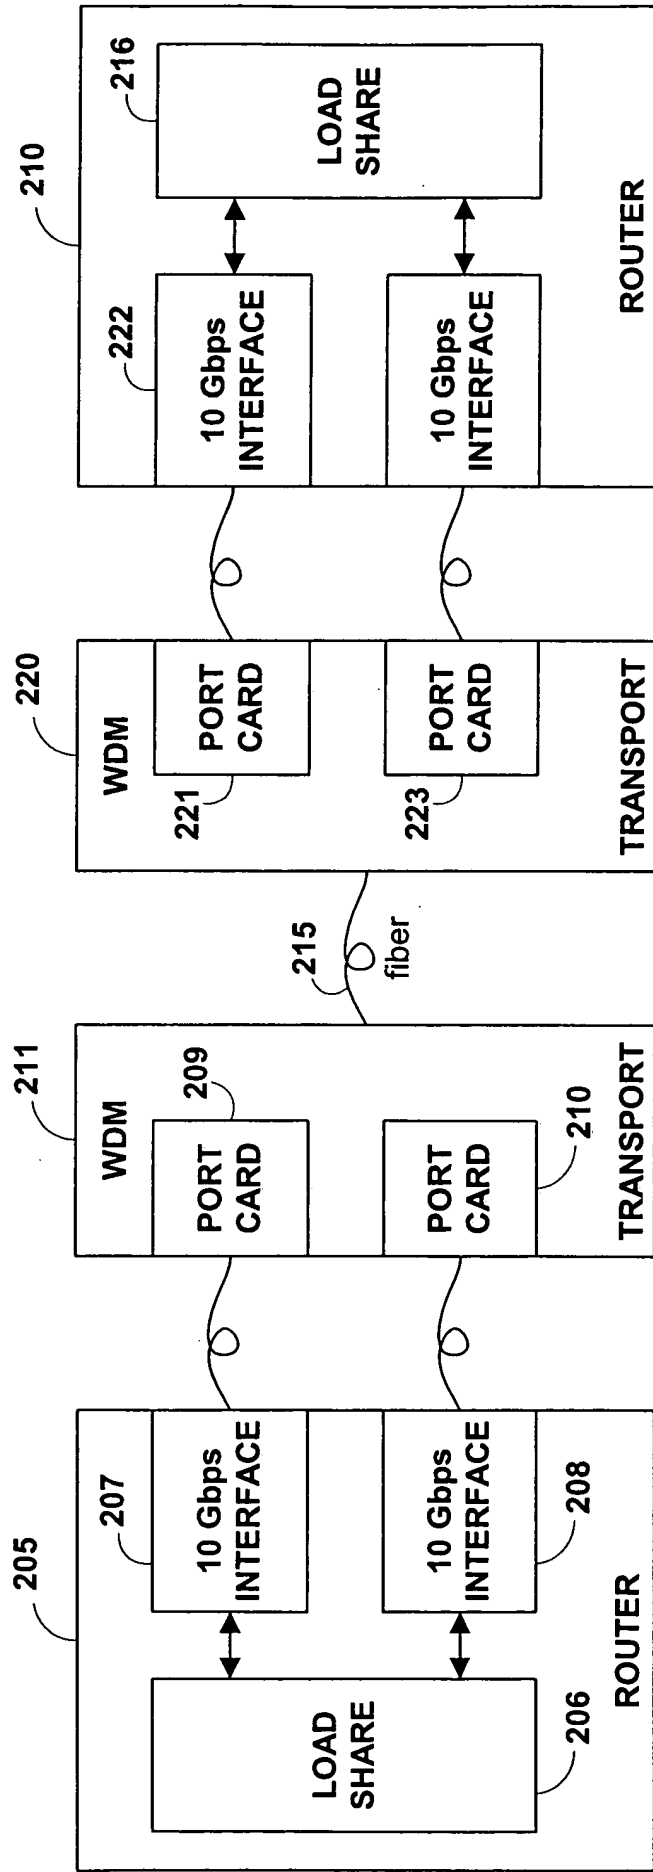 205
LOAD
SHARE
206
207
10 Gbps
INTERFACE
10 Gbps
INTERFACE
208
ROUTER
211
WDM
209
PORT
CARD
PORT
CARD
210
TRANSPORT
215
fiber
220
WDM
PORT
CARD
221
PORT
CARD
223
TRANSPORT
210
222
10 Gbps
INTERFACE
10 Gbps
INTERFACE
216
LOAD
SHARE
ROUTER